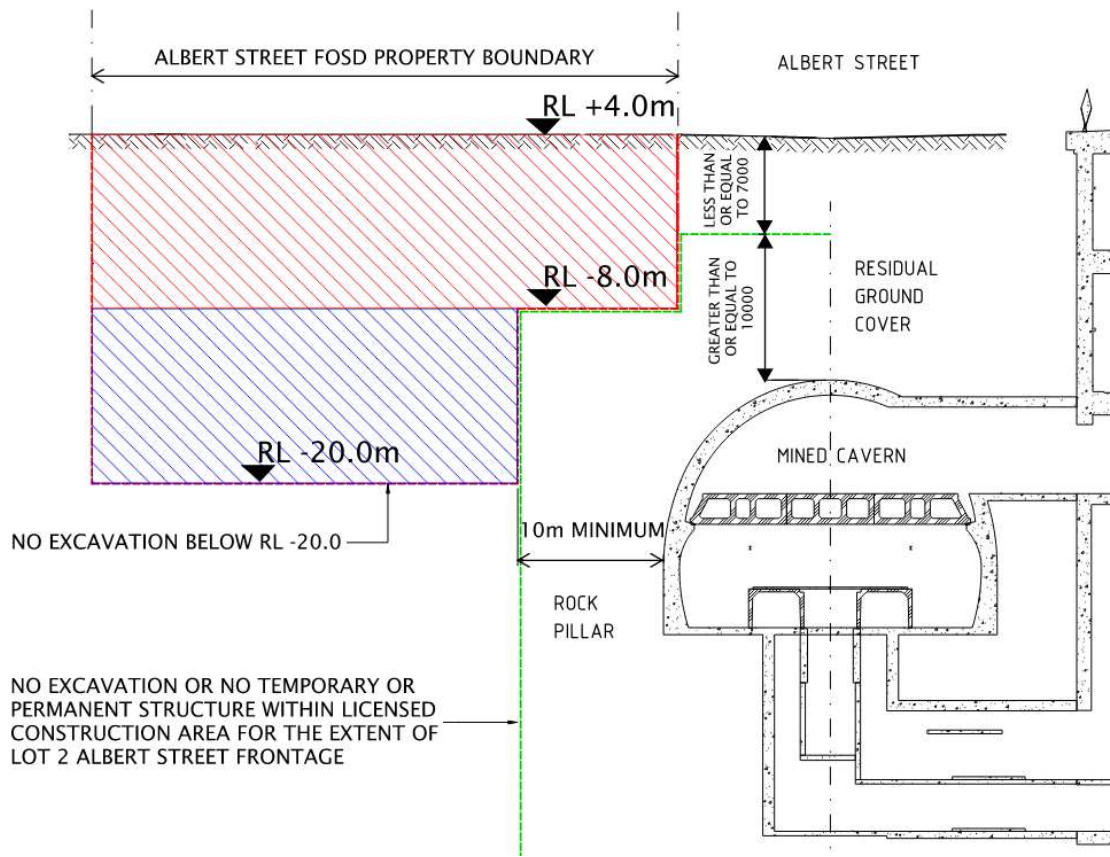 ALBERT STREET FOSD PROPERTY BOUNDARY
ALBERT STREET
RL +4.0m
LESS THAN
OR EQUAL
TO 7000
RL -8.0m
GREATER THAN
OR EQUAL TO
10000
RESIDUAL
GROUND
COVER
RL -20.0m
MINED CAVERN
NO EXCAVATION BELOW RL -20.0
10m MINIMUM
ROCK
PILLAR
NO EXCAVATION OR NO TEMPORARY OR
PERMANENT STRUCTURE WITHIN LICENSED
CONSTRUCTION AREA FOR THE EXTENT OF
LOT 2 ALBERT STREET FRONTAGE